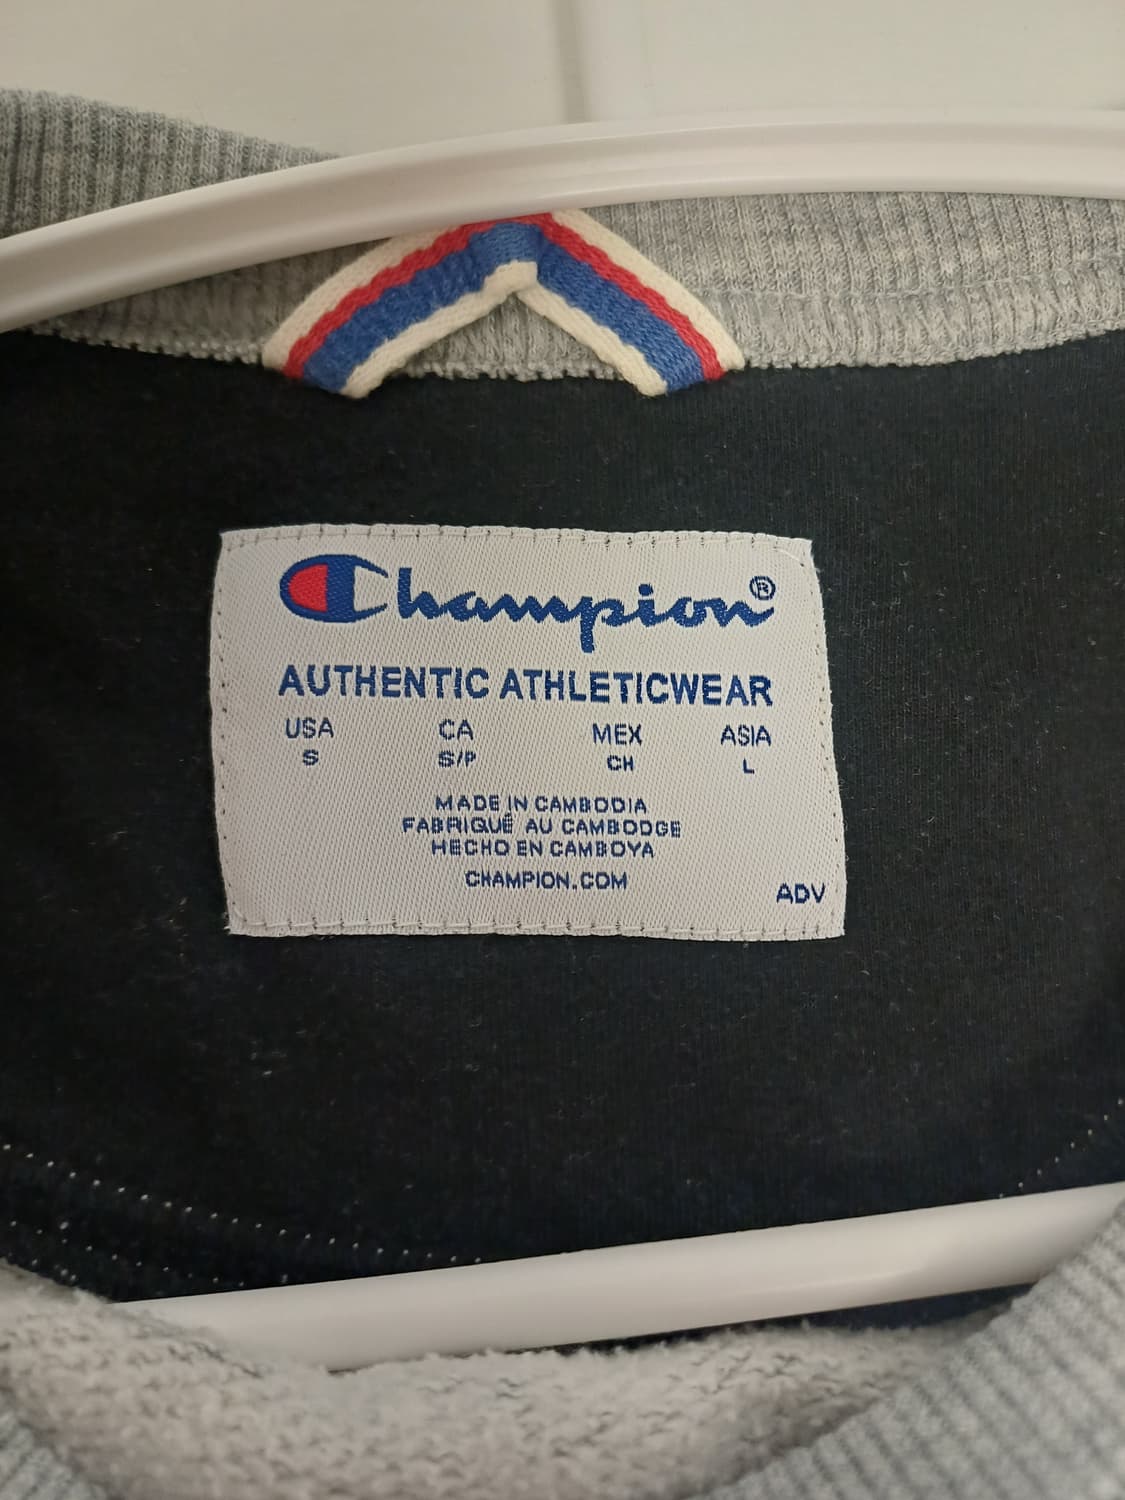 Champion®
AUTHENTIC ATHLETICWEAR
USA CA MEX ASIA
S S/P CH L
MADE IN CAMBODIA
FABRIQUÉ AU CAMBODGE
HECHO EN CAMBOYA
CHAMPION.COM
ADV